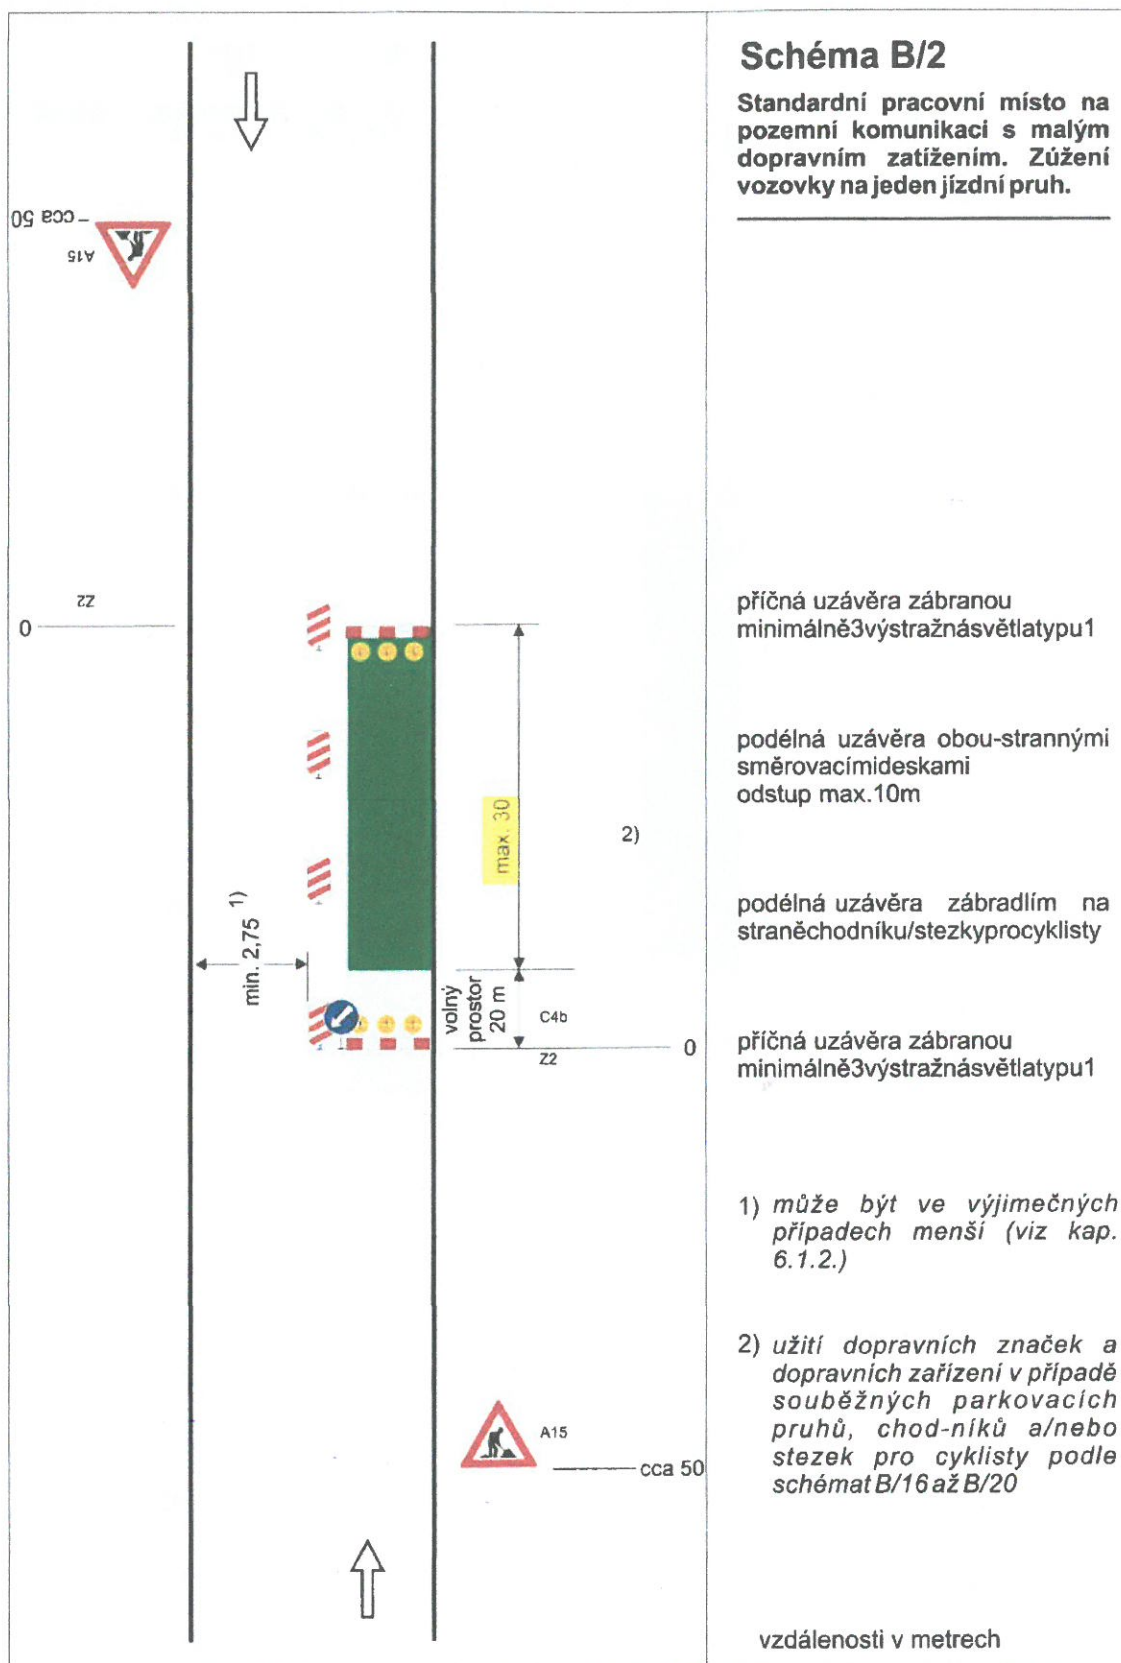 Schéma B/2
Standardní pracovní místo na
pozemní komunikaci s malým
dopravním zatížením. Zúžení
vozovky na jeden jízdní pruh.
cca 50
A15
Z2
0
příčná uzávěra zábranou
minimálně3výstražnásvětlatypu1
podélná uzávěra obou-strannými
směrovacímideskami
odstup max.10m
max. 30
2)
podélná uzávěra zábradlím na
straněchodníku/stezkyprocyklisty
min. 2,75 1)
volný
prostor
20 m
C4b
Z2
0
příčná uzávěra zábranou
minimálně3výstražnásvětlatypu1
1) může být ve výjimečných
případech menší (viz kap.
6.1.2.)
2) užití dopravních značek a
dopravních zařízení v případě
souběžných parkovacích
pruhů, chod-níků a/nebo
stezek pro cyklisty podle
schémat B/16 až B/20
A15
cca 50
vzdálenosti v metrech